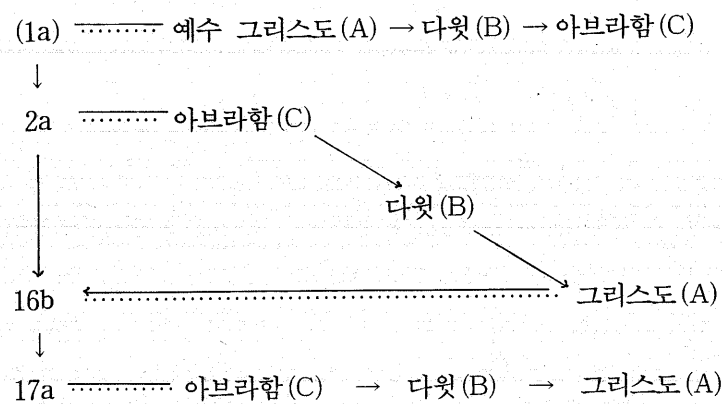 (1a) 예수 그리스도(A) → 다윗(B) → 아브라함(C)
↓
2a 아브라함(C)
다윗(B)
16b 그리스도(A)
↓
17a 아브라함(C) → 다윗(B) → 그리스도(A)